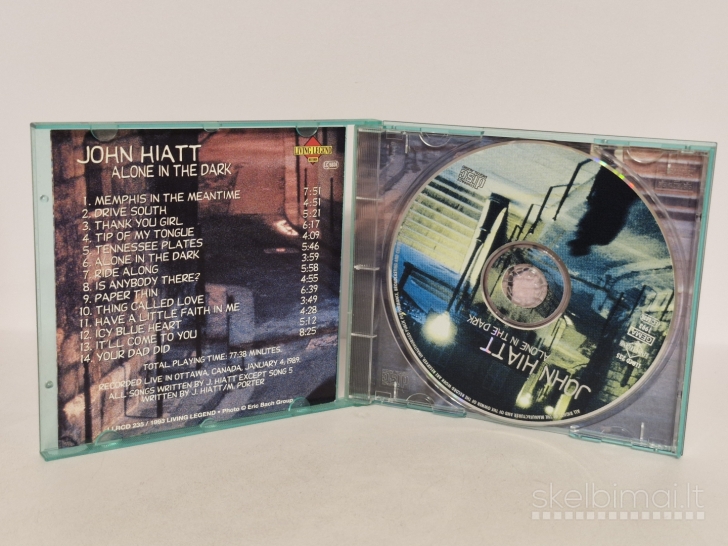 JOHN HIATT
ALONE IN THE DARK
LIVING LEGEND
1. MEMPHIS IN THE MEANTIME 7:51
2. DRIVE SOUTH 4:51
3. THANK YOU GIRL 5:21
4. TIP OF MY TONGUE 6:17
5. TENNESSEE PLATES 4:09
6. ALONE IN THE DARK 5:46
7. RIDE ALONG 3:59
8. IS ANYBODY THERE? 5:58
9. PAPER THIN 4:55
10. THING CALLED LOVE 6:39
11. HAVE A LITTLE FAITH IN ME 3:49
12. ICY BLUE HEART 4:28
13. IT'LL COME TO YOU 5:12
14. YOUR DAD DID 8:25
TOTAL PLAYING TIME: 77:38 MINUTES.
RECORDED LIVE IN OTTAWA, CANADA, JANUARY 4, 1989.
ALL SONGS WRITTEN BY J. HIATT EXCEPT SONG 5
WRITTEN BY J. HIATT/M. PORTER
LRCD 235 / 1993 LIVING LEGEND • Photo © Eric Bach Group
disc
JOHN HIATT
ALONE IN THE DARK
GEMA
skelbimai.lt